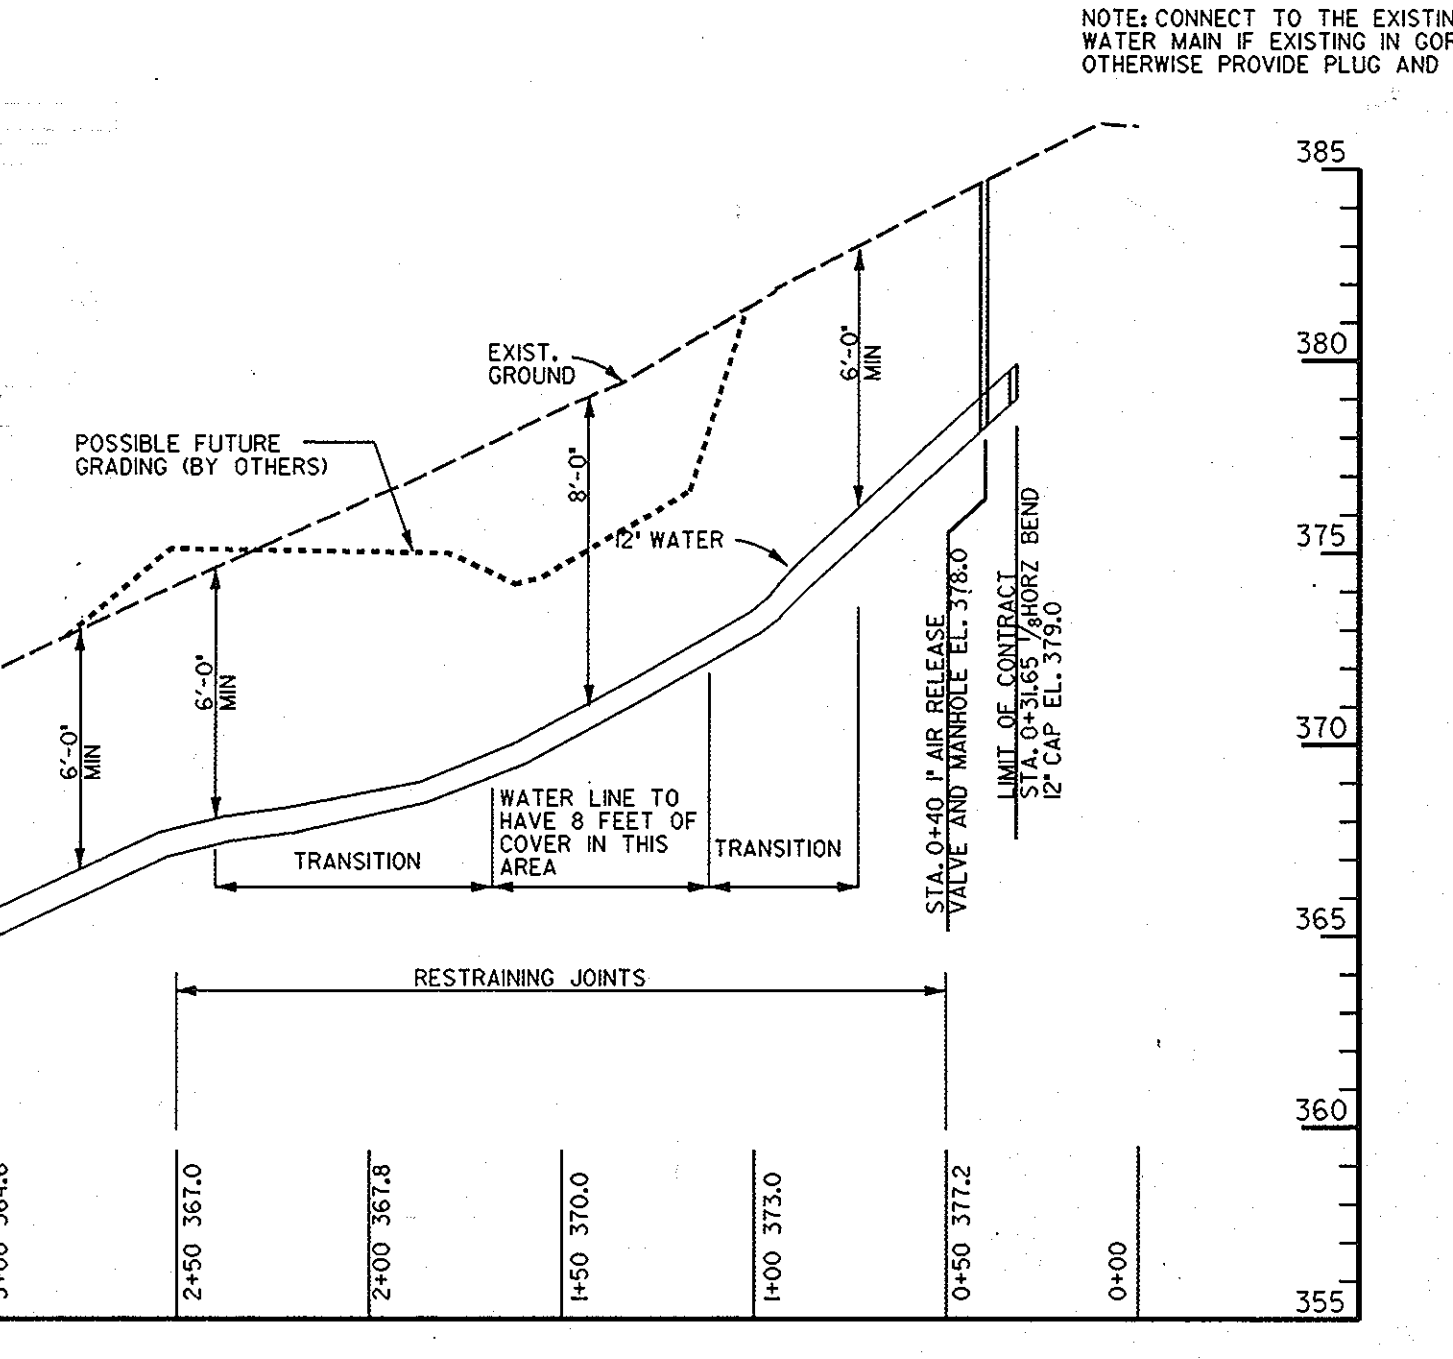 NOTE: CONNECT TO THE EXISTIN
WATER MAIN IF EXISTING IN GOR
OTHERWISE PROVIDE PLUG AND
385
380
375
370
365
360
355
EXIST.
GROUND
POSSIBLE FUTURE
GRADING (BY OTHERS)
6'-0"
MIN
8'-0"
12" WATER
6'-0"
MIN
6'-0"
MIN
WATER LINE TO
HAVE 8 FEET OF
COVER IN THIS
AREA
TRANSITION
TRANSITION
STA. 0+40 1" AIR RELEASE
VALVE AND MANHOLE EL. 378.0
LIMIT OF CONTRACT
STA. 0+31.65 1/8 HORZ BEND
12" CAP EL. 379.0
RESTRAINING JOINTS
2+50 367.0
2+00 367.8
1+50 370.0
1+00 373.0
0+50 377.2
0+00